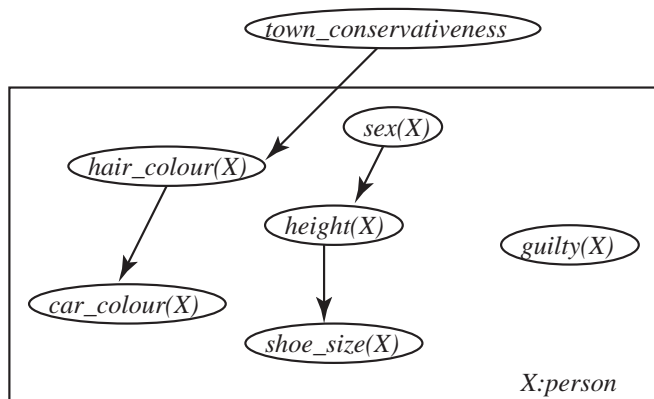 town_conservativeness
sex(X)
hair_colour(X)
height(X)
guilty(X)
car_colour(X)
shoe_size(X)
X:person